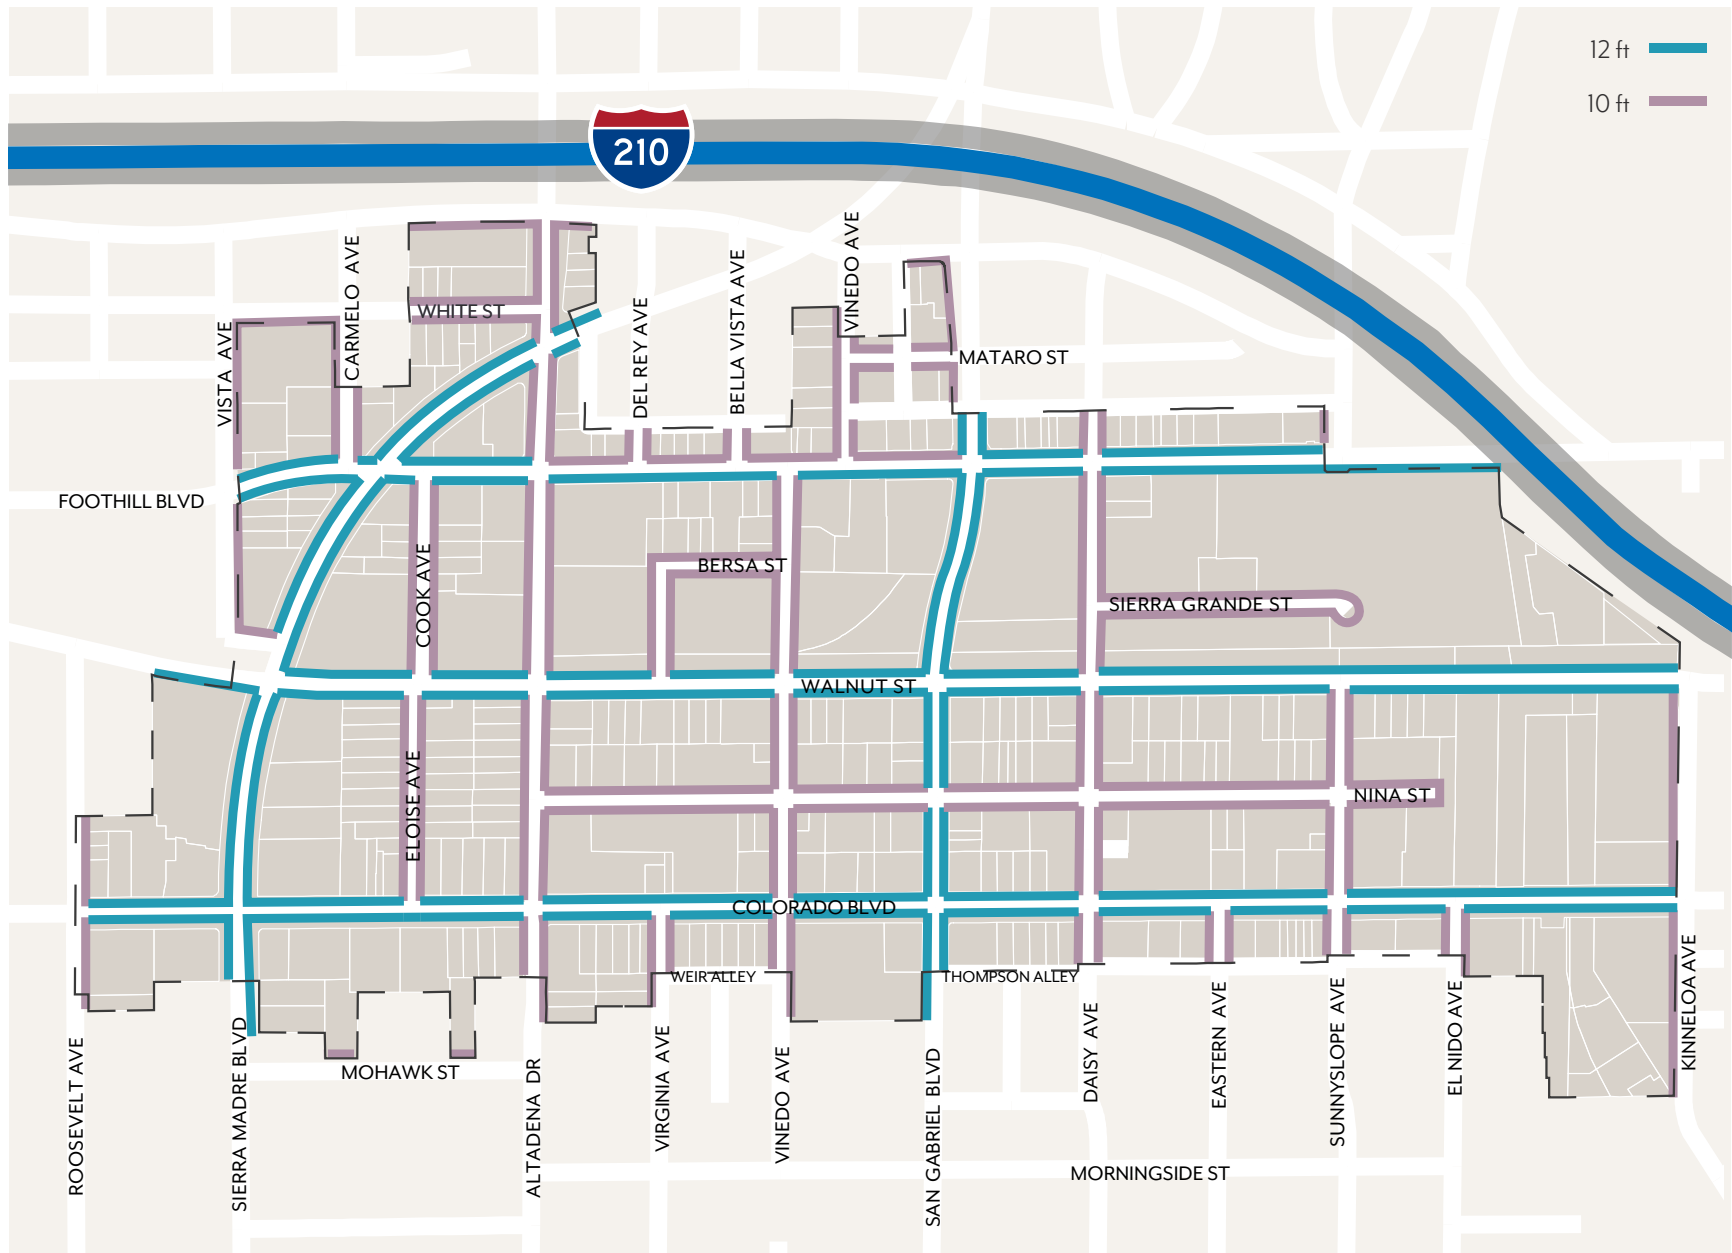 12 ft
10 ft
210
CARMELO AVE
VINEDO AVE
BELLA VISTA AVE
DEL REY AVE
WHITE ST
VISTA AVE
MATARO ST
FOOTHILL BLVD
COOK AVE
BERSA ST
SIERRA GRANDE ST
WALNUT ST
ELOISE AVE
NINA ST
COLORADO BLVD
WEIR ALLEY
THOMPSON ALLEY
KINNELOA AVE
ROOSEVELT AVE
SIERRA MADRE BLVD
MOHAWK ST
ALTADENA DR
VIRGINIA AVE
VINEDO AVE
SAN GABRIEL BLVD
DAISY AVE
EASTERN AVE
SUNNYSLOPE AVE
EL NIDO AVE
MORNINGSIDE ST